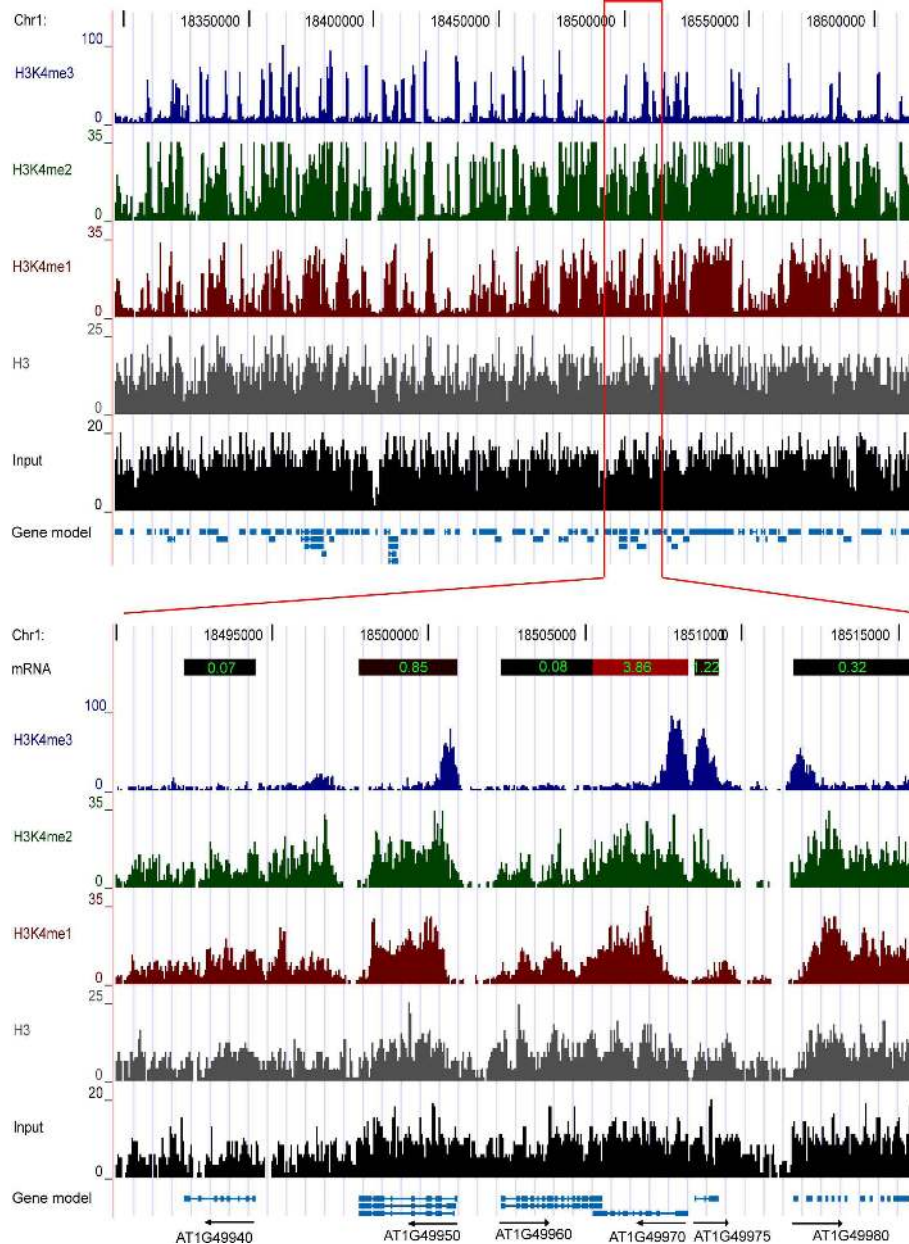 Chr1: 18350000 18400000 18450000 18500000 18550000 18600000
100
H3K4me3
0
35
H3K4me2
0
35
H3K4me1
0
25
H3
0
20
Input
0
Gene model
Chr1: 18495000 18500000 18505000 18510000 18515000
mRNA 0.07 0.85 0.08 3.86 1.22 0.32
100
H3K4me3
0
35
H3K4me2
0
35
H3K4me1
0
25
H3
0
20
Input
0
Gene model
AT1G49940 AT1G49950 AT1G49960 AT1G49970 AT1G49975 AT1G49980